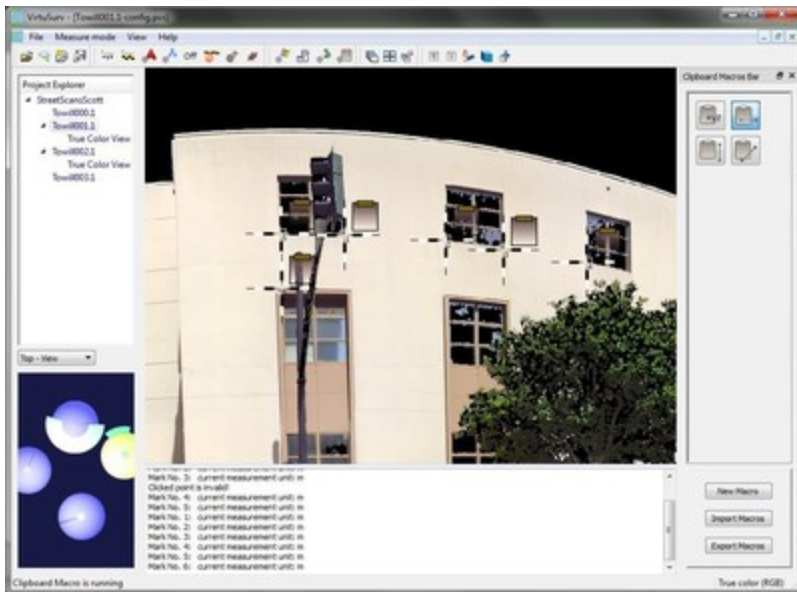 VirtuSurv - [Towill001.1-config.pvs]
File Measure mode View Help
Off
Project Explorer
StreetScansScott
Towill000.1
Towill001.1
True Color View
Towill002.1
True Color View
Towill003.1
Clipboard Macros Bar
Top - View
Mark No. 3: current measurement unit: m
Clicked point is invalid!
Mark No. 4: current measurement unit: m
Mark No. 5: current measurement unit: m
Mark No. 1: current measurement unit: m
Mark No. 2: current measurement unit: m
Mark No. 3: current measurement unit: m
Mark No. 4: current measurement unit: m
Mark No. 5: current measurement unit: m
Mark No. 6: current measurement unit: m
New Macro
Import Macros
Export Macros
Clipboard Macro is running
True color (RGB)